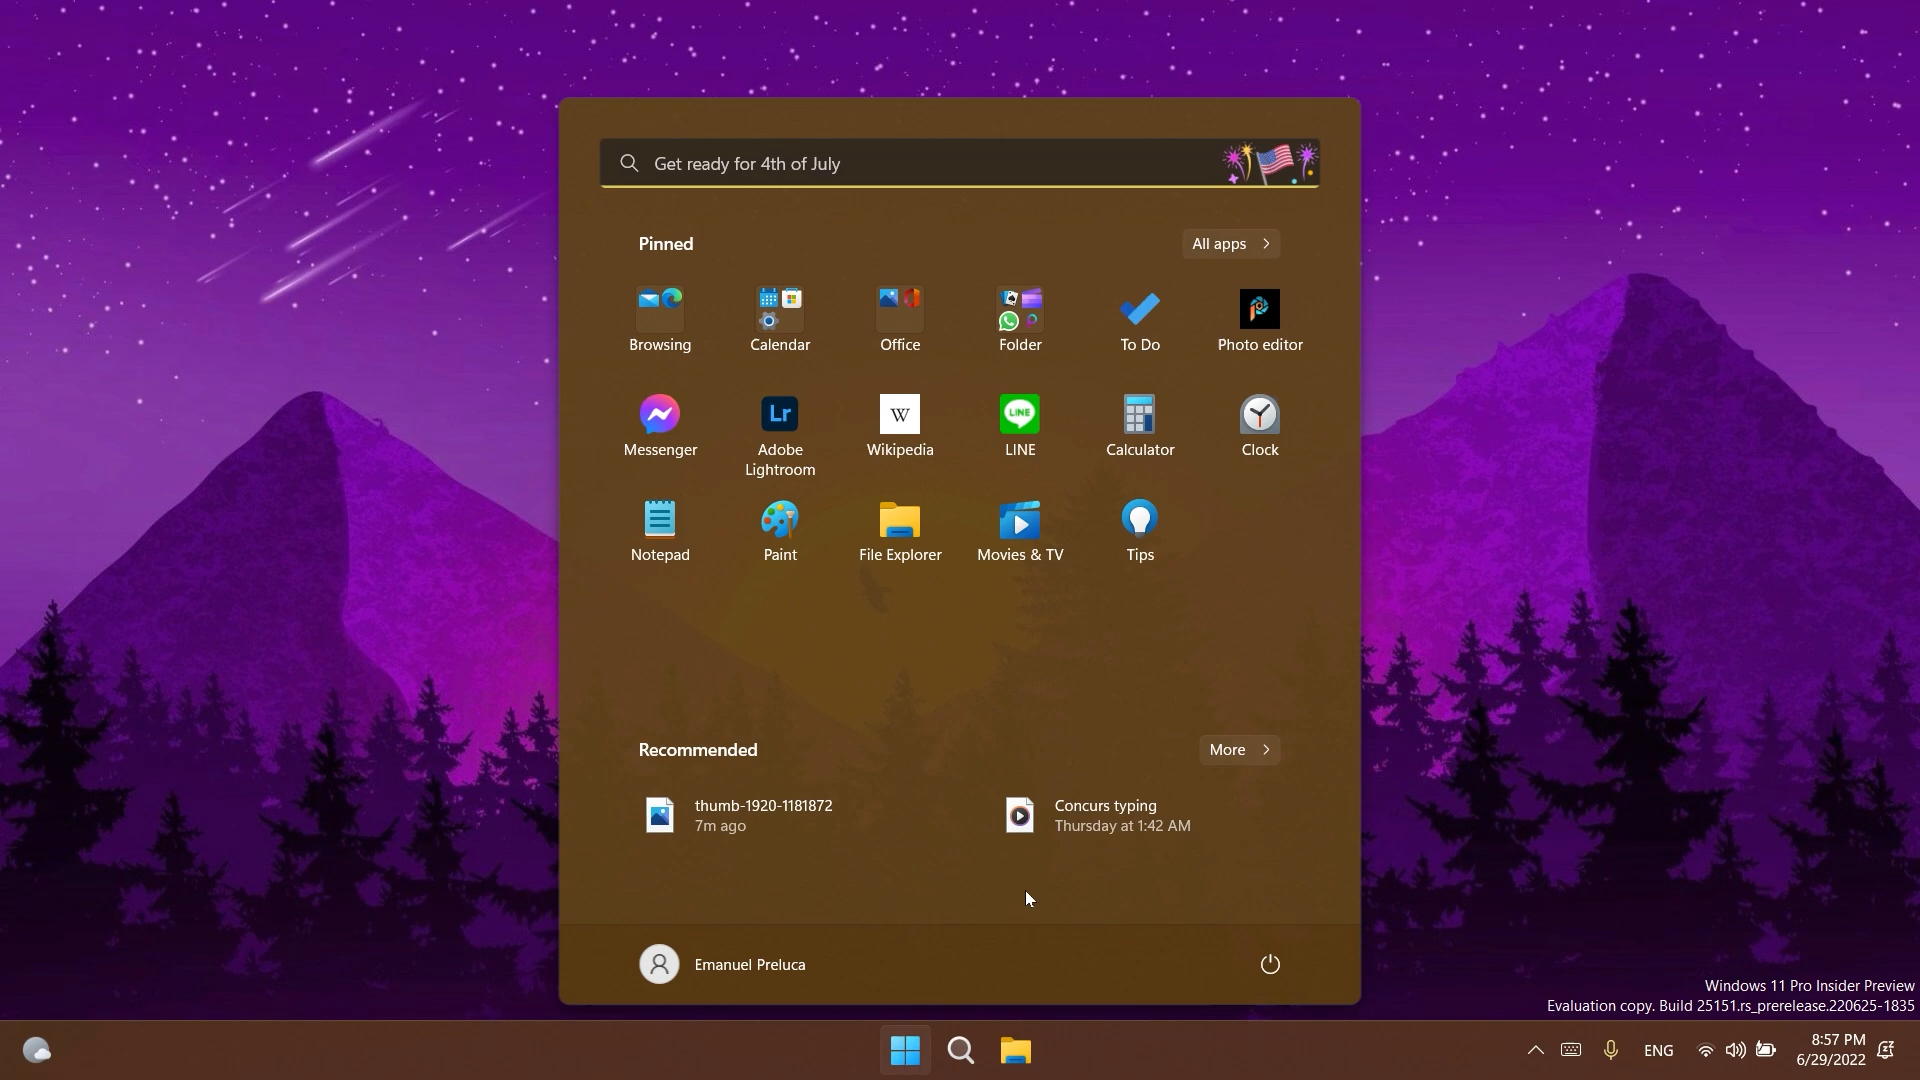 Get ready for 4th of July
Pinned
All apps
Browsing
Calendar
Office
Folder
To Do
Photo editor
Messenger
Lr
Adobe
Lightroom
W
Wikipedia
LINE
LINE
Calculator
Clock
Notepad
Paint
File Explorer
Movies & TV
Tips
Recommended
More
thumb-1920-1181872
7m ago
Concurs typing
Thursday at 1:42 AM
Emanuel Preluca
Windows 11 Pro Insider Preview
Evaluation copy. Build 25151.rs_prerelease.220625-1835
ENG
8:57 PM
6/29/2022